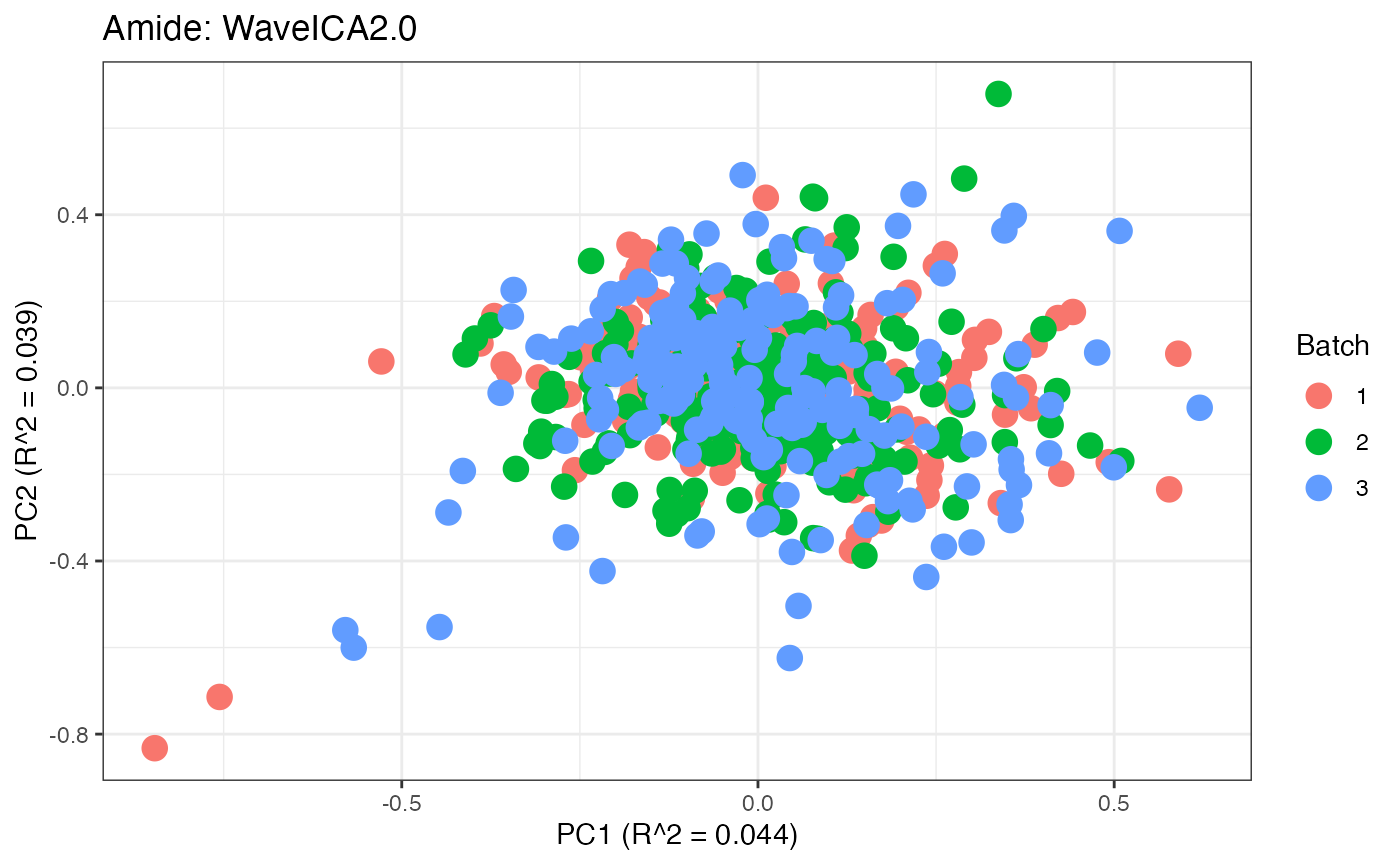 Amide: WaveICA2.0
0.4
0.0
-0.4
-0.8
PC2 (R^2 = 0.039)
-0.5
0.0
0.5
PC1 (R^2 = 0.044)
Batch
1
2
3